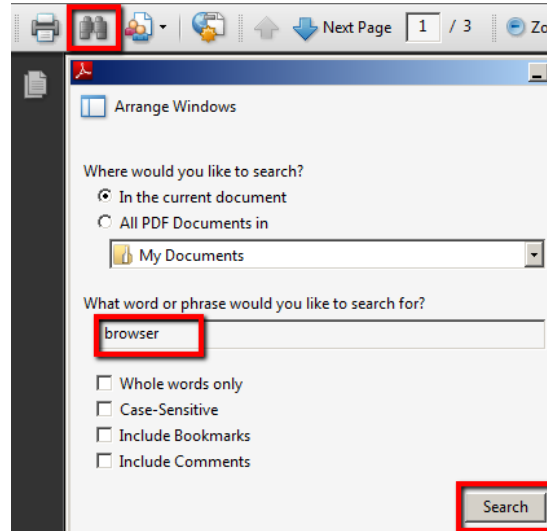 Next Page 1 / 3 Zo
Arrange Windows
Where would you like to search?
In the current document
All PDF Documents in
My Documents
What word or phrase would you like to search for?
browser
Whole words only
Case-Sensitive
Include Bookmarks
Include Comments
Search